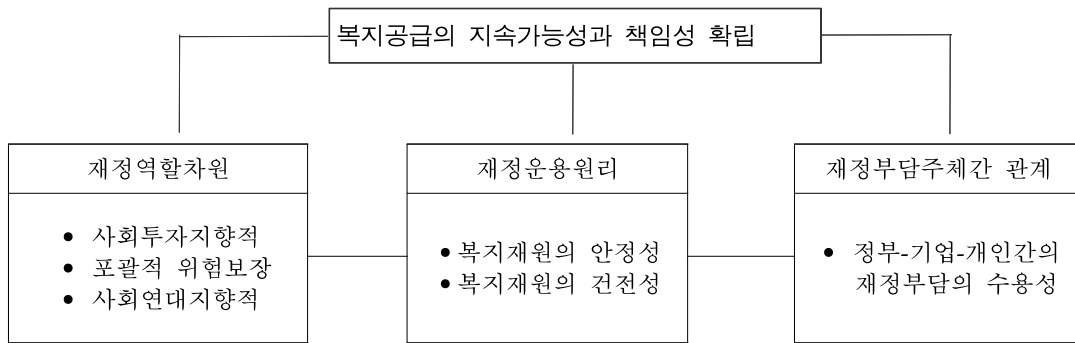 복지공급의 지속가능성과 책임성 확립
재정역할차원
• 사회투자지향적
• 포괄적 위험보장
• 사회연대지향적
재정운용원리
• 복지재원의 안정성
• 복지재원의 건전성
재정부담주체간 관계
• 정부-기업-개인간의
재정부담의 수용성